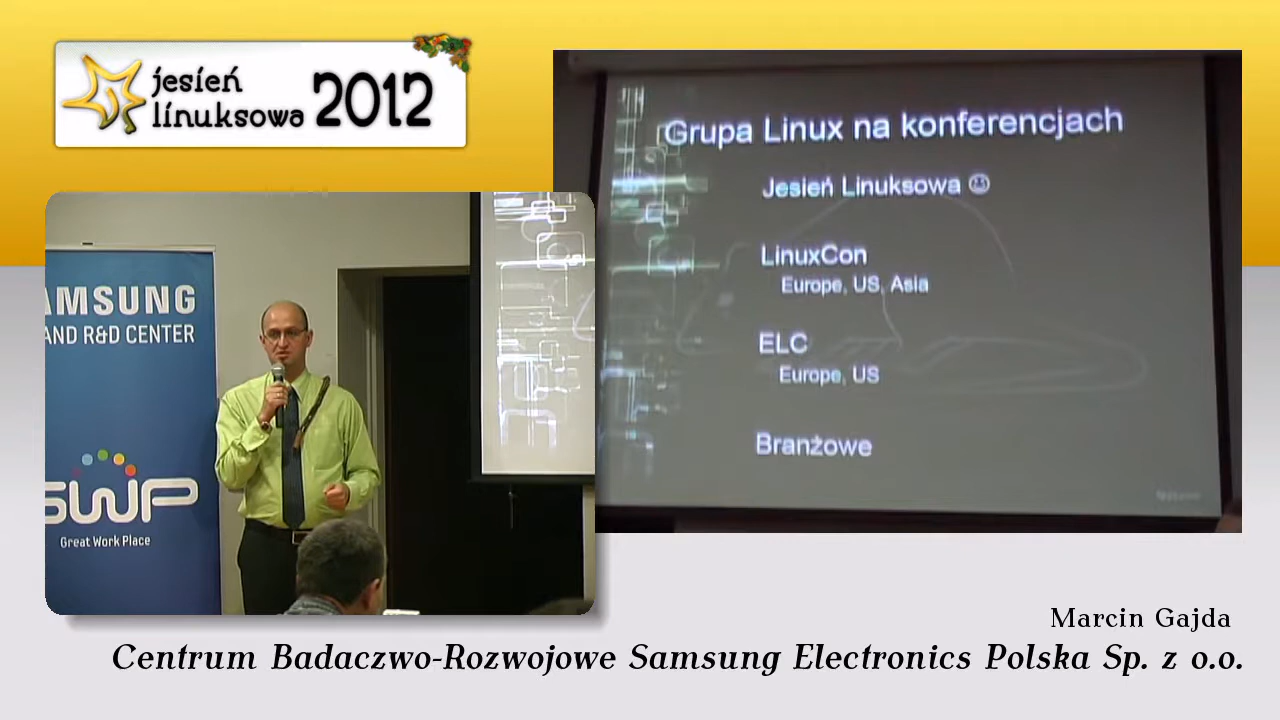 jesień
linuksowa 2012
Grupa Linux na konferencjach
Jesień Linuksowa ☺
LinuxCon
Europe, US, Asia
ELC
Europe, US
Branżowe
AMSUNG
AND R&D CENTER
SWP
Great Work Place
Marcin Gajda
Centrum Badaczwo-Rozwojowe Samsung Electronics Polska Sp. z o.o.